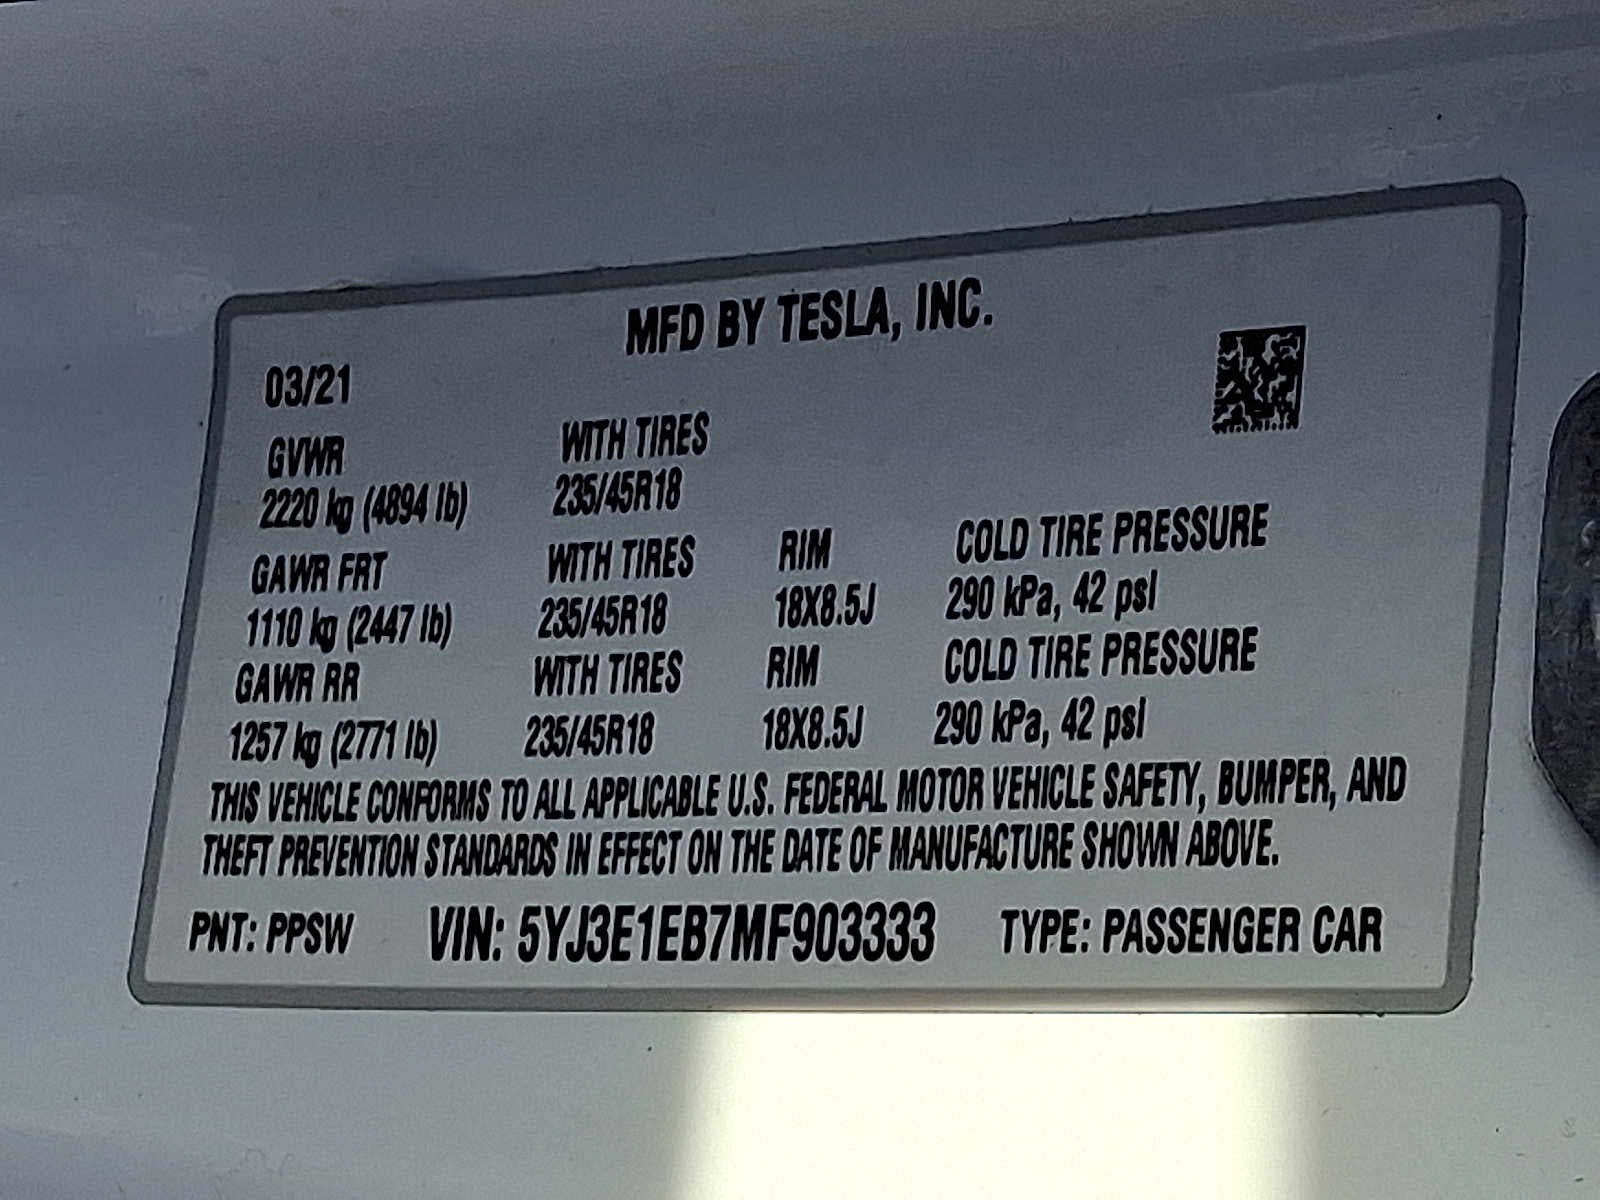 MFD BY TESLA, INC.
03/21
GVWR WITH TIRES
2220 kg (4894 lb) 235/45R18
GAWR FRT WITH TIRES RIM COLD TIRE PRESSURE
1110 kg (2447 lb) 235/45R18 18X8.5J 290 kPa, 42 psI
GAWR RR WITH TIRES RIM COLD TIRE PRESSURE
1257 kg (2771 lb) 235/45R18 18X8.5J 290 kPa, 42 psI
THIS VEHICLE CONFORMS TO ALL APPLICABLE U.S. FEDERAL MOTOR VEHICLE SAFETY, BUMPER, AND
THEFT PREVENTION STANDARDS IN EFFECT ON THE DATE OF MANUFACTURE SHOWN ABOVE.
PNT: PPSW VIN: 5YJ3E1EB7MF903333 TYPE: PASSENGER CAR